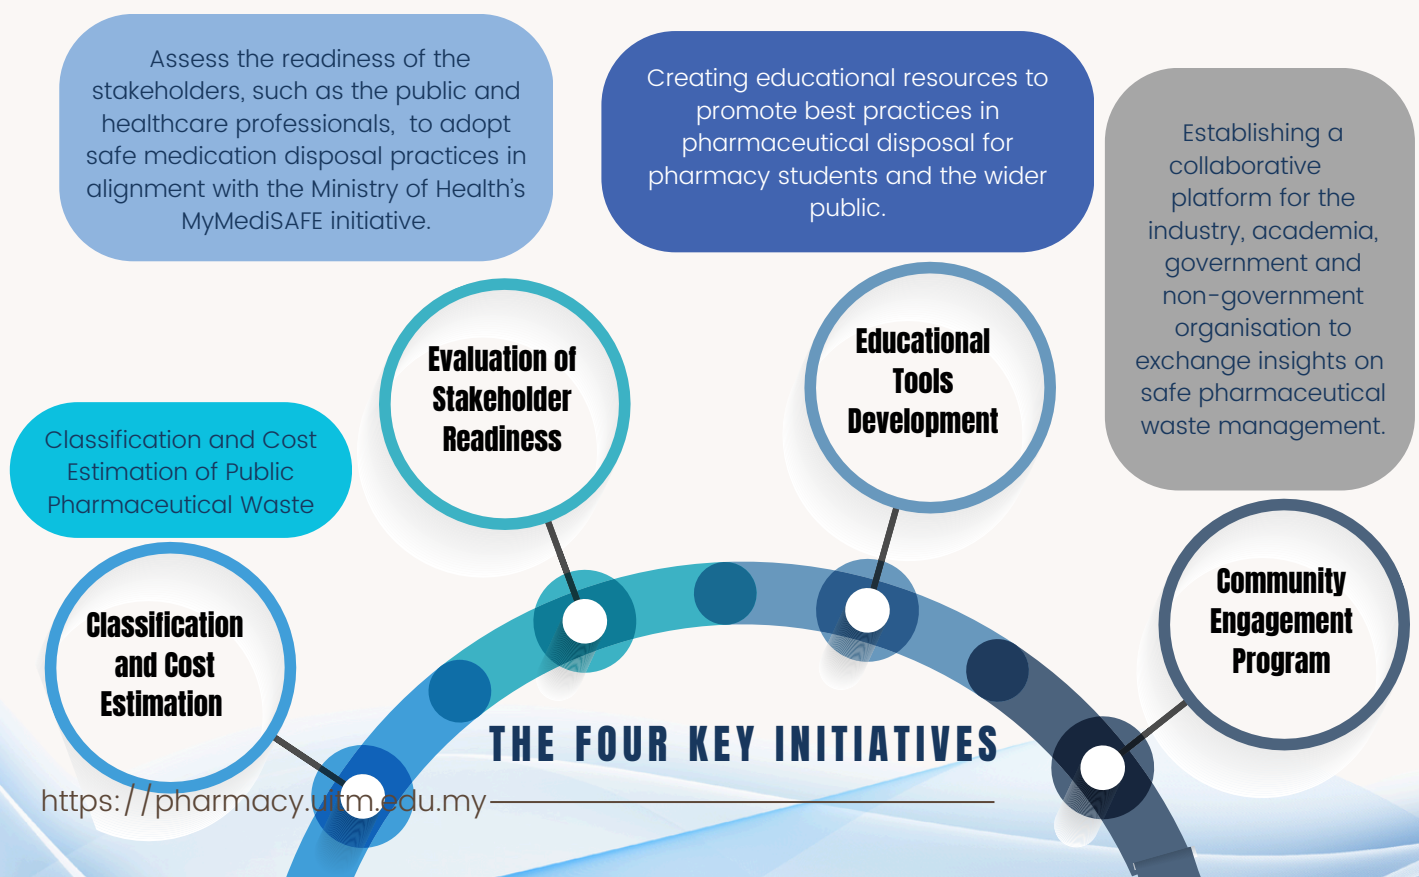 Assess the readiness of the
stakeholders, such as the public and
healthcare professionals,  to adopt
safe medication disposal practices in
alignment with the Ministry of Health’s
MyMediSAFE initiative.
Creating educational resources to
promote best practices in
pharmaceutical disposal for
pharmacy students and the wider
public.
Establishing a
collaborative
platform for the
industry, academia,
government and
non-government
organisation to
exchange insights on
safe pharmaceutical
waste management.
Classification and Cost
Estimation of Public
Pharmaceutical Waste
Evaluation of
Stakeholder
Readiness
Educational
Tools
Development
Classification
and Cost
Estimation
Community
Engagement
Program
THE FOUR KEY INITIATIVES
https://pharmacy.uitm.edu.my